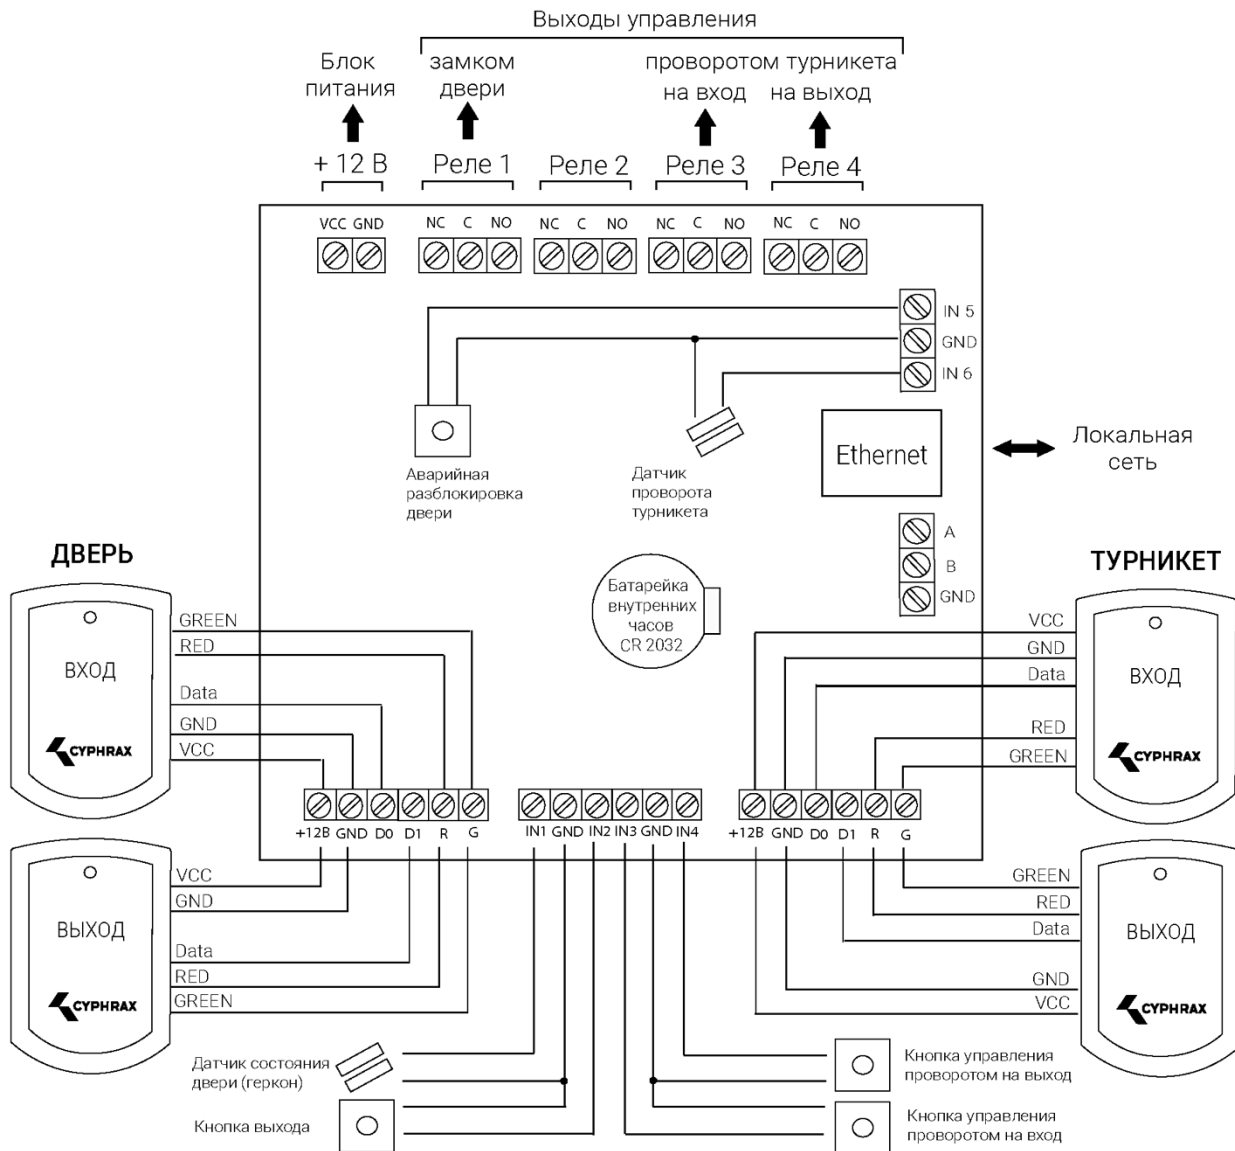 Выходы управления
Блок
питания
замком
двери
проворотом турникета
на вход
на выход
+ 12 В
Реле 1
Реле 2
Реле 3
Реле 4
VCC GND
NC C NO
NC C NO
NC C NO
NC C NO
IN 5
GND
IN 6
Аварийная
разблокировка
двери
Датчик
проворота
турникета
Ethernet
Локальная
сеть
A
B
GND
Батарейка
внутренних
часов
CR 2032
ДВЕРЬ
ВХОД
CYPHRAX
GREEN
RED
Data
GND
VCC
ТУРНИКЕТ
ВХОД
CYPHRAX
VCC
GND
Data
RED
GREEN
+12В GND D0 D1 R G
IN1 GND IN2 IN3 GND IN4
+12В GND D0 D1 R G
ВЫХОД
CYPHRAX
VCC
GND
Data
RED
GREEN
ВЫХОД
CYPHRAX
GREEN
RED
Data
GND
VCC
Датчик состояния
двери (геркон)
Кнопка выхода
Кнопка управления
проворотом на выход
Кнопка управления
проворотом на вход